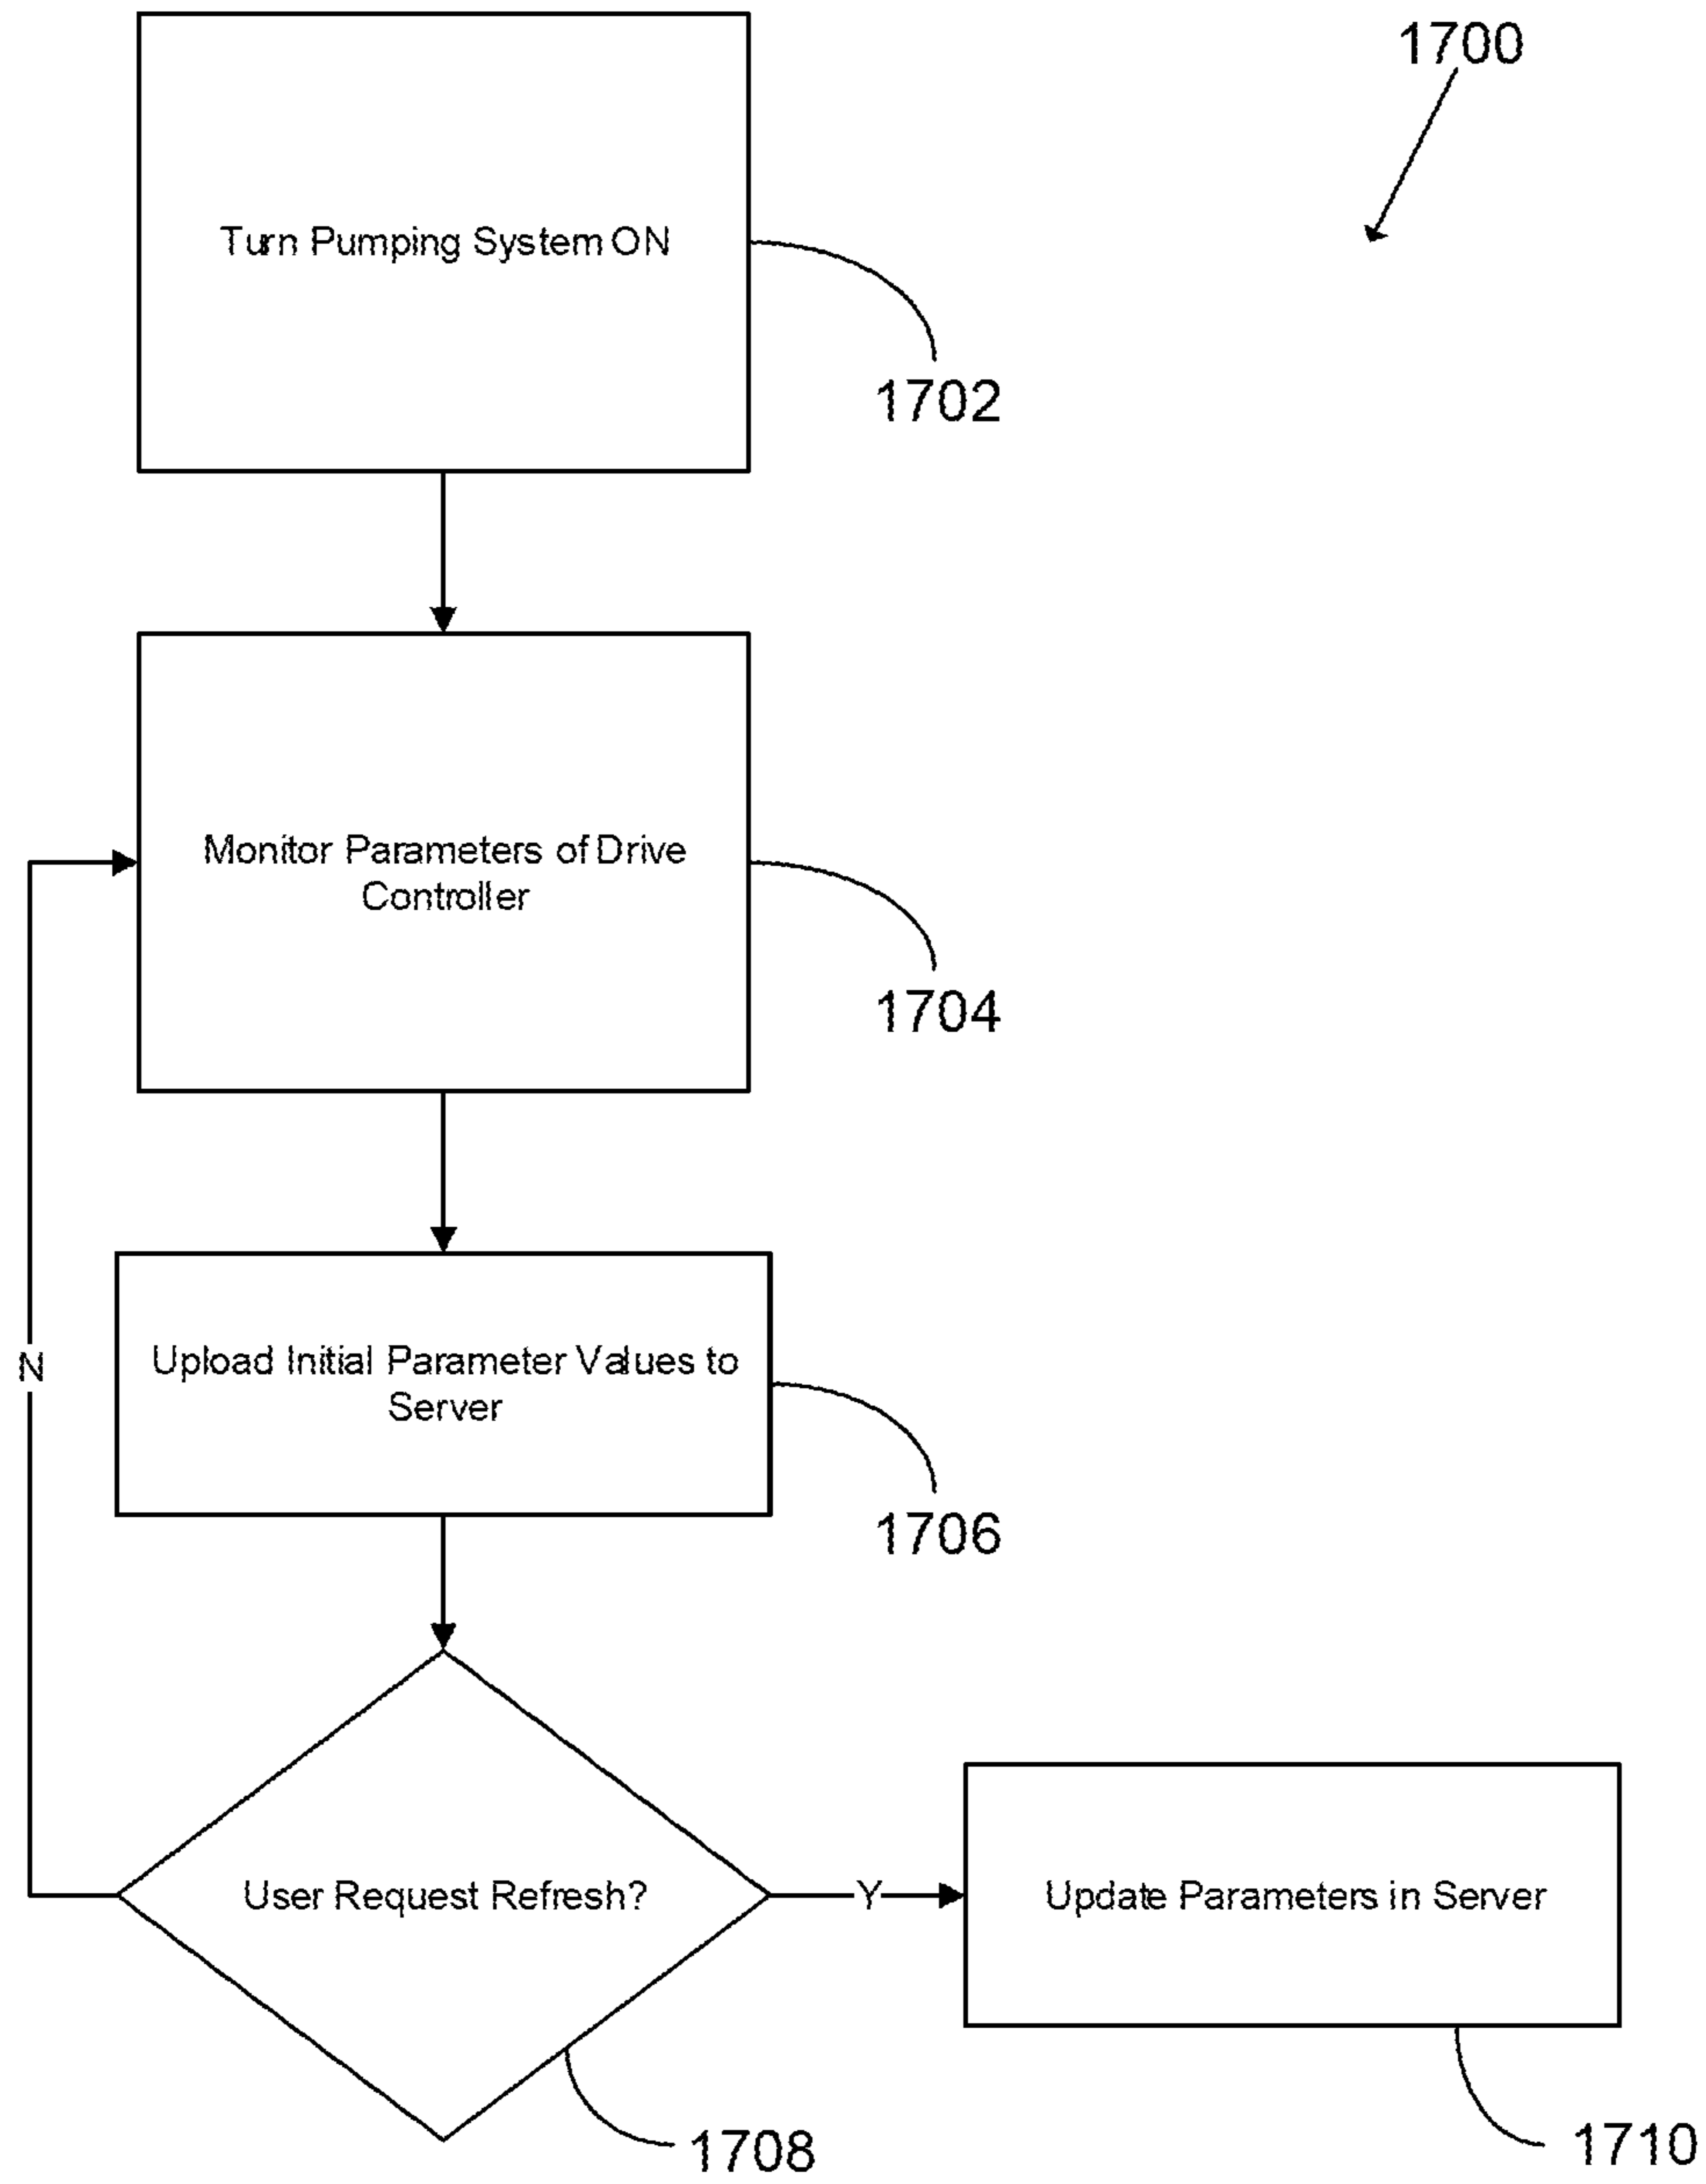 1700
Turn Pumping System ON
1702
Monitor Parameters of Drive
Controller
1704
N
Upload Initial Parameter Values to
Server
1706
User Request Refresh?
Y
Update Parameters in Server
1708
1710